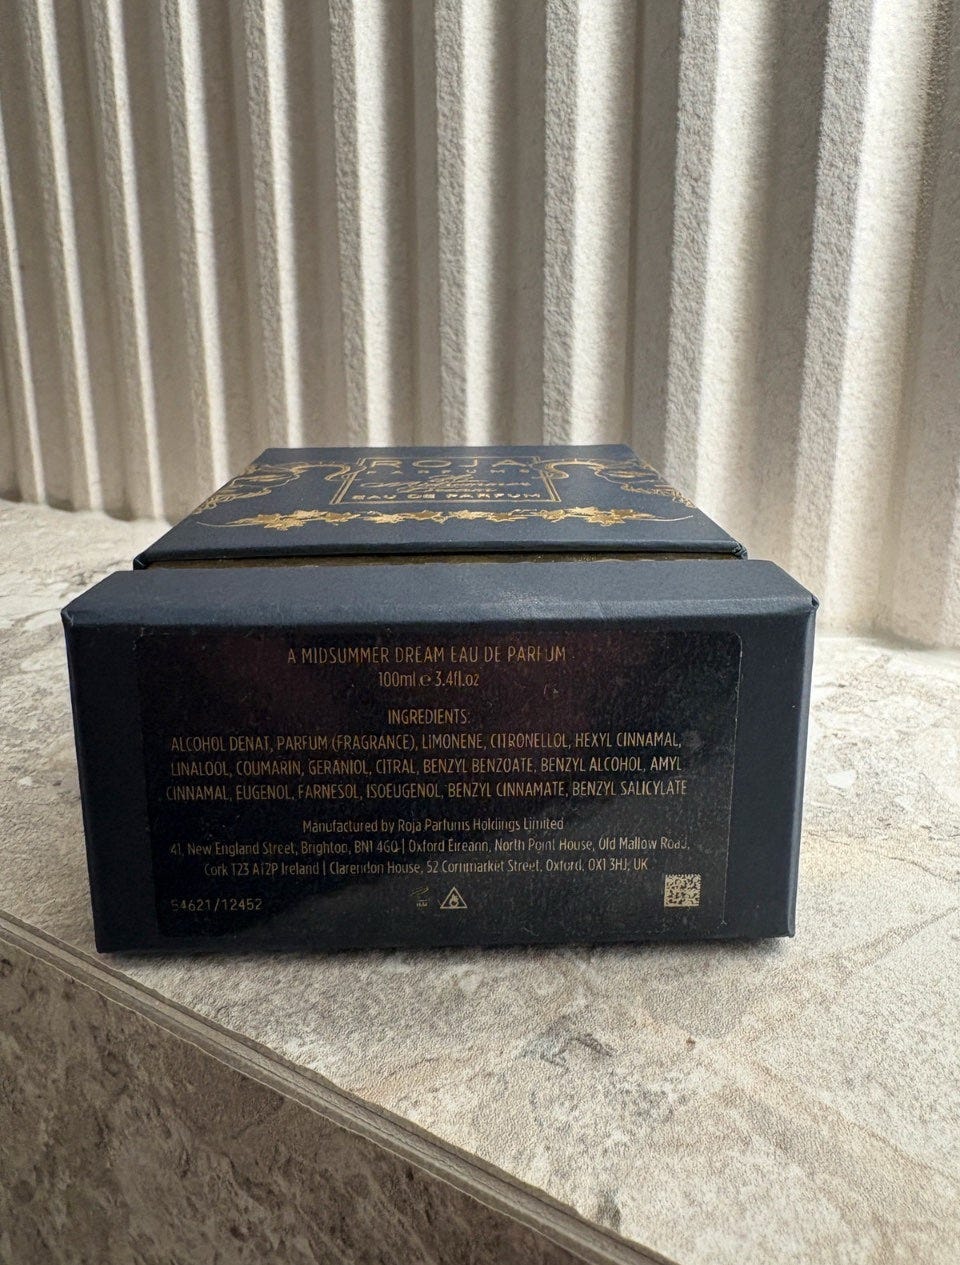 ROJA
PARFUMS
EAU DE PARFUM
A MIDSUMMER DREAM EAU DE PARFUM
100ml e 3.4fl.oz
INGREDIENTS:
ALCOHOL DENAT, PARFUM (FRAGRANCE), LIMONENE, CITRONELLOL, HEXYL CINNAMAL,
LINALOOL, COUMARIN, GERANIOL, CITRAL, BENZYL BENZOATE, BENZYL ALCOHOL, AMYL
CINNAMAL, EUGENOL, FARNESOL, ISOEUGENOL, BENZYL CINNAMATE, BENZYL SALICYLATE
Manufactured by Roja Parfums Holdings Limited
41, New England Street, Brighton, BN1 4GQ | Oxford Eireann, North Point House, Old Mallow Road,
Cork T23 A12P Ireland | Clarendon House, 52 Cornmarket Street, Oxford, OX1 3HJ, UK
54621/12452